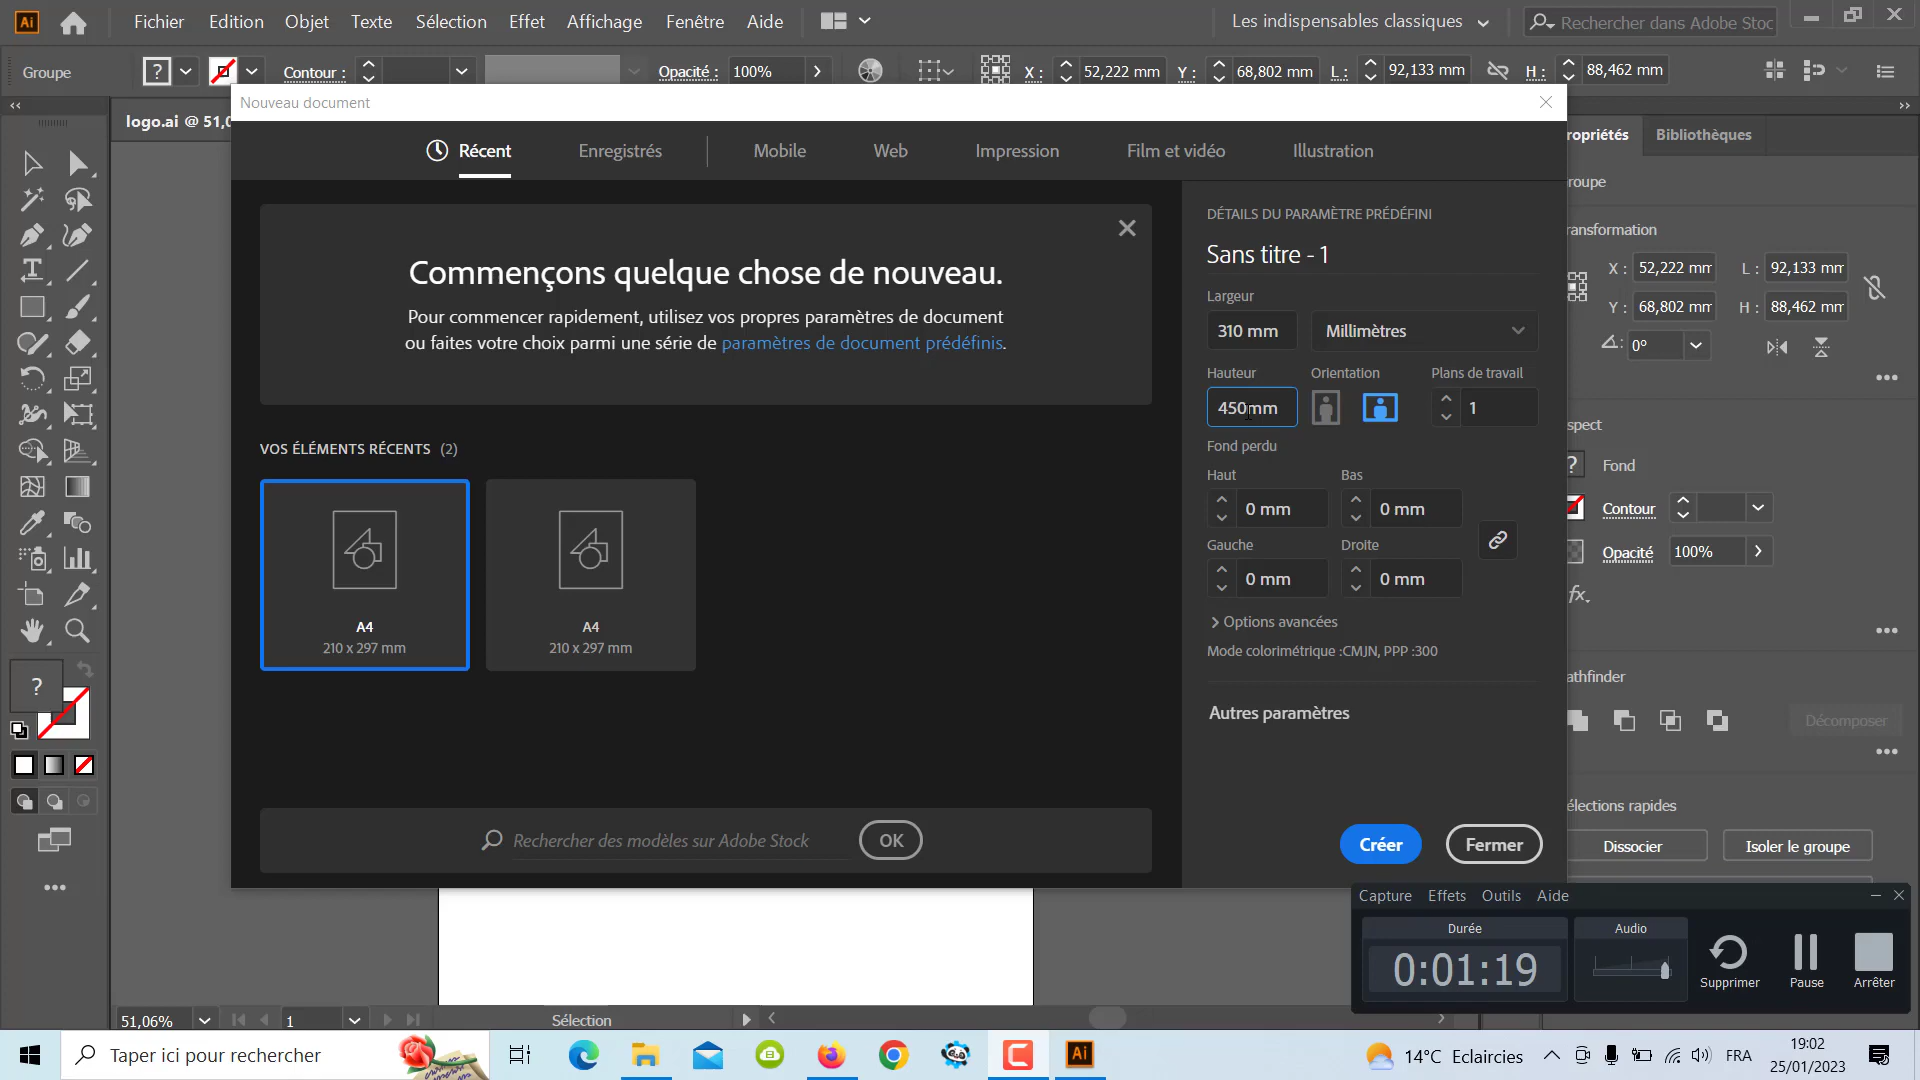 Ai Fichier Edition Objet Texte Sélection Effet Affichage Fenêtre Aide Les indispensables classiques Rechercher dans Adobe Stoc
Groupe ? Contour : Opacité : 100% X : 52,222 mm Y : 68,802 mm L : 92,133 mm H : 88,462 mm
logo.ai @ 51,0
Nouveau document
Récent Enregistrés Mobile Web Impression Film et vidéo Illustration
Commençons quelque chose de nouveau.
Pour commencer rapidement, utilisez vos propres paramètres de document
ou faites votre choix parmi une série de paramètres de document prédéfinis.
VOS ÉLÉMENTS RÉCENTS (2)
A4
210 x 297 mm
A4
210 x 297 mm
Rechercher des modèles sur Adobe Stock OK
DÉTAILS DU PARAMÈTRE PRÉDÉFINI
Sans titre - 1
Largeur
310 mm Millimètres
Hauteur Orientation Plans de travail
450mm 1
Fond perdu
Haut Bas
0 mm 0 mm
Gauche Droite
0 mm 0 mm
Options avancées
Mode colorimétrique :CMJN, PPP :300
Autres paramètres
Créer Fermer
ropriétés Bibliothèques
roupe
ransformation
X : 52,222 mm L : 92,133 mm
Y : 68,802 mm H : 88,462 mm
0°
spect
? Fond
Contour
Opacité 100%
fx
athfinder
Décomposer
élections rapides
Dissocier Isoler le groupe
?
Capture Effets Outils Aide
Durée Audio
0:01:19
Supprimer Pause Arrêter
51,06% 1 Sélection
Taper ici pour rechercher
Ai
14°C Eclaircies FRA
19:02
25/01/2023